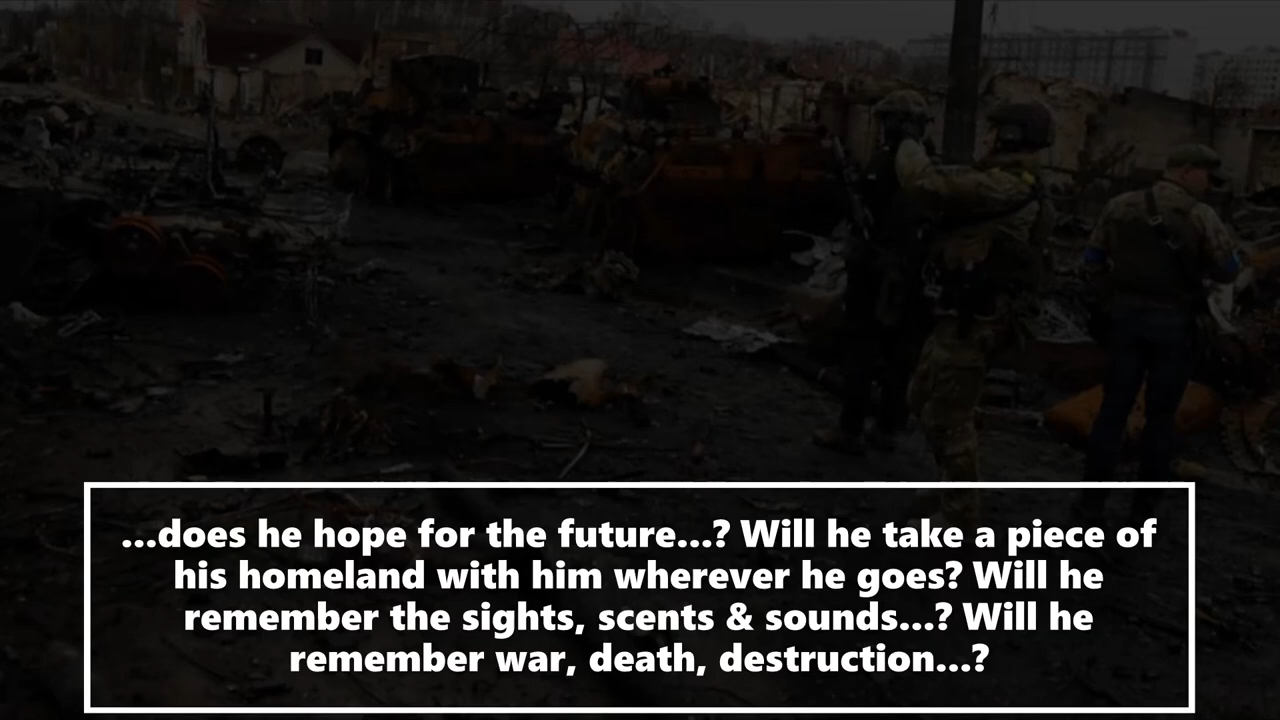 ...does he hope for the future...? Will he take a piece of
his homeland with him wherever he goes? Will he
remember the sights, scents & sounds...? Will he
remember war, death, destruction...?